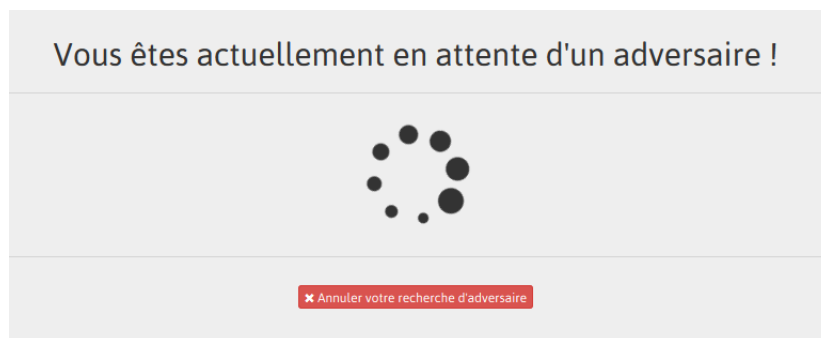 Vous êtes actuellement en attente d'un adversaire !
Annuler votre recherche d'adversaire